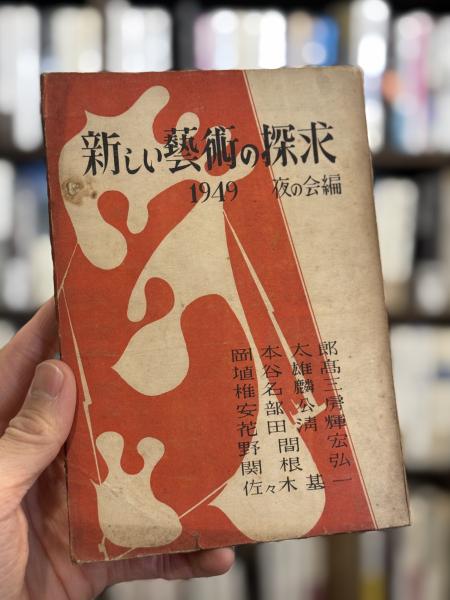 新しい藝術の探求
1949 夜の会編
岡本太郎
埴谷雄髙
椎名麟三
安部公房
花田清輝
野間宏
関根弘
佐々木基一